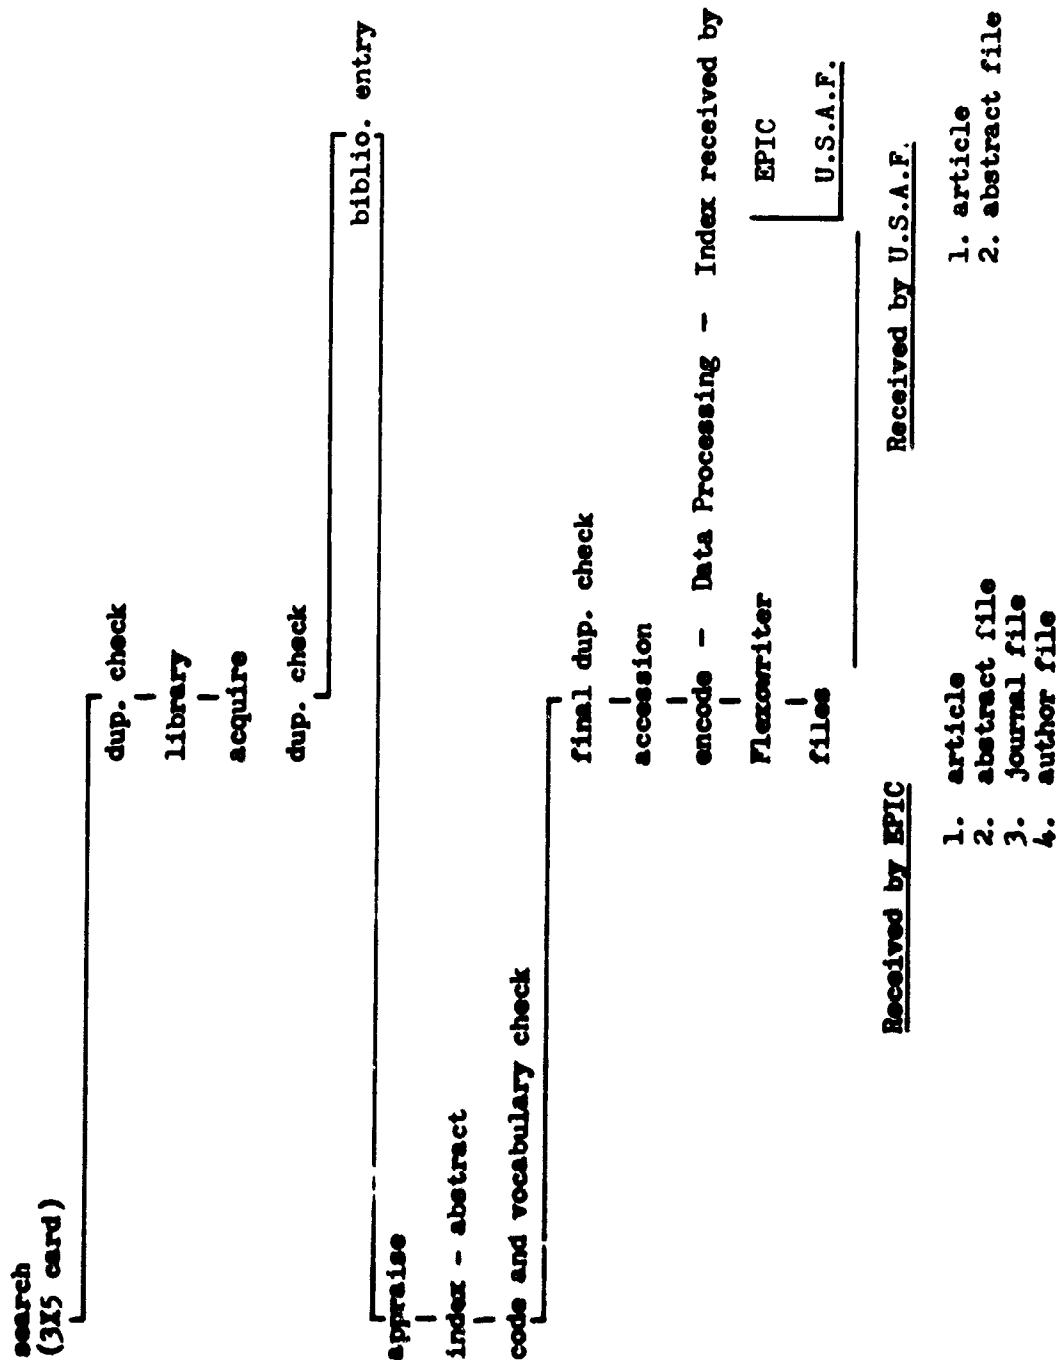 search
(3X5 card)
dup. check
library
acquire
dup. check
biblio. entry
appraise
index - abstract
code and vocabulary check
final dup. check
accession
encode - Data Processing - Index received by
EPIC
U.S.A.F.
Flexowriter
files
Received by EPIC
1. article
2. abstract file
3. journal file
4. author file
Received by U.S.A.F.
1. article
2. abstract file